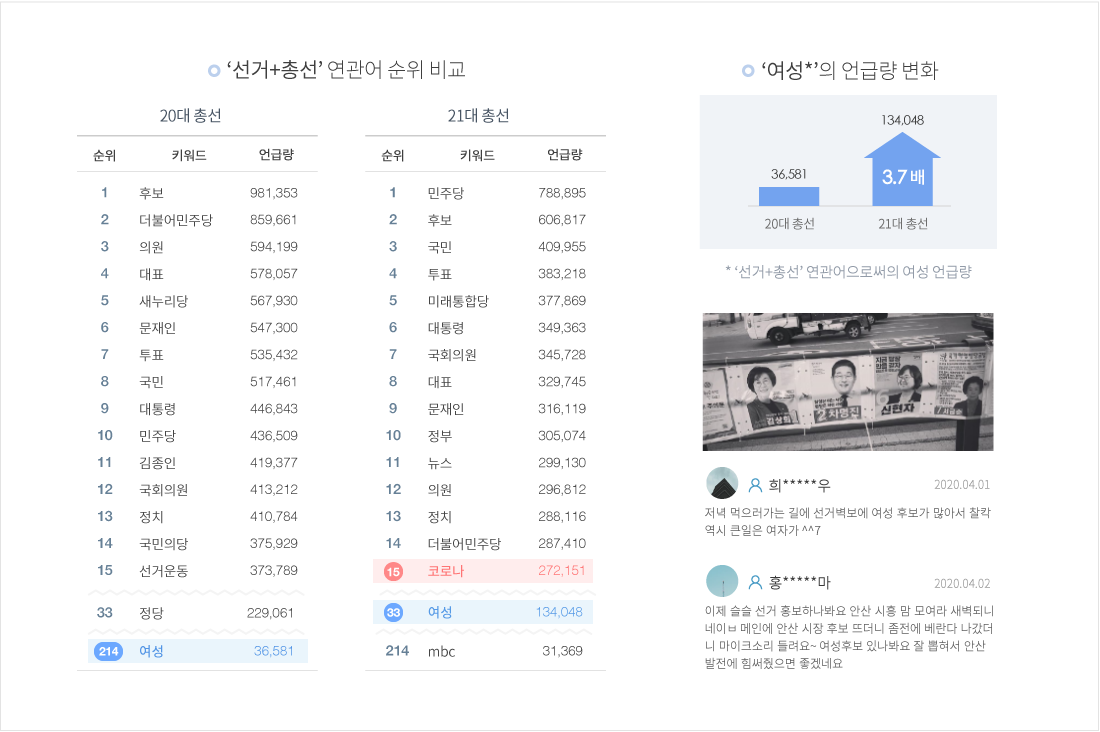 ‘선거+총선’ 연관어 순위 비교
20대 총선
순위 키워드 언급량
1 후보 981,353
2 더불어민주당 859,661
3 의원 594,199
4 대표 578,057
5 새누리당 567,930
6 문재인 547,300
7 투표 535,432
8 국민 517,461
9 대통령 446,843
10 민주당 436,509
11 김종인 419,377
12 국회의원 413,212
13 정치 410,784
14 국민의당 375,929
15 선거운동 373,789
33 정당 229,061
214 여성 36,581
21대 총선
순위 키워드 언급량
1 민주당 788,895
2 후보 606,817
3 국민 409,955
4 투표 383,218
5 미래통합당 377,869
6 대통령 349,363
7 국회의원 345,728
8 대표 329,745
9 문재인 316,119
10 정부 305,074
11 뉴스 299,130
12 의원 296,812
13 정치 288,116
14 더불어민주당 287,410
15 코로나 272,151
33 여성 134,048
214 mbc 31,369
‘여성*’의 언급량 변화
134,048
36,581
3.7 배
20대 총선 21대 총선
* ‘선거+총선’ 연관어으로써의 여성 언급량
김상희
2 차명진
신현자
희*****우 2020.04.01
저녁 먹으러가는 길에 선거벽보에 여성 후보가 많아서 찰칵
역시 큰일은 여자가 ^^7
홍*****마 2020.04.02
이제 슬슬 선거 홍보하나봐요 안산 시흥 맘 모여라 새벽되니
네이ㅂ 메인에 안산 시장 후보 뜨더니 좀전에 베란다 나갔더
니 마이크소리 들려요~ 여성후보 있나봐요 잘 뽑혀서 안산
발전에 힘써줬으면 좋겠네요